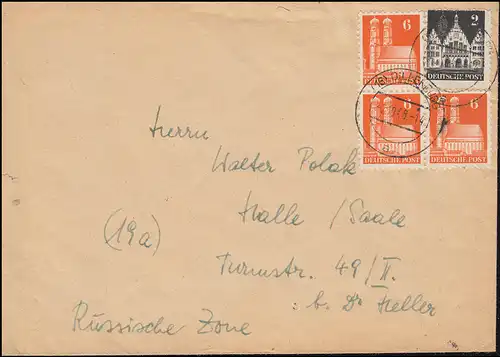 6
2
DEUTSCHE POST
6
6
DEUTSCHE POST
DEUTSCHE POST
Herrn
Walter Polak
Halle / Saale
(19a)
Turmstr. 49/II.
: b. Dr Heller
Russische Zone